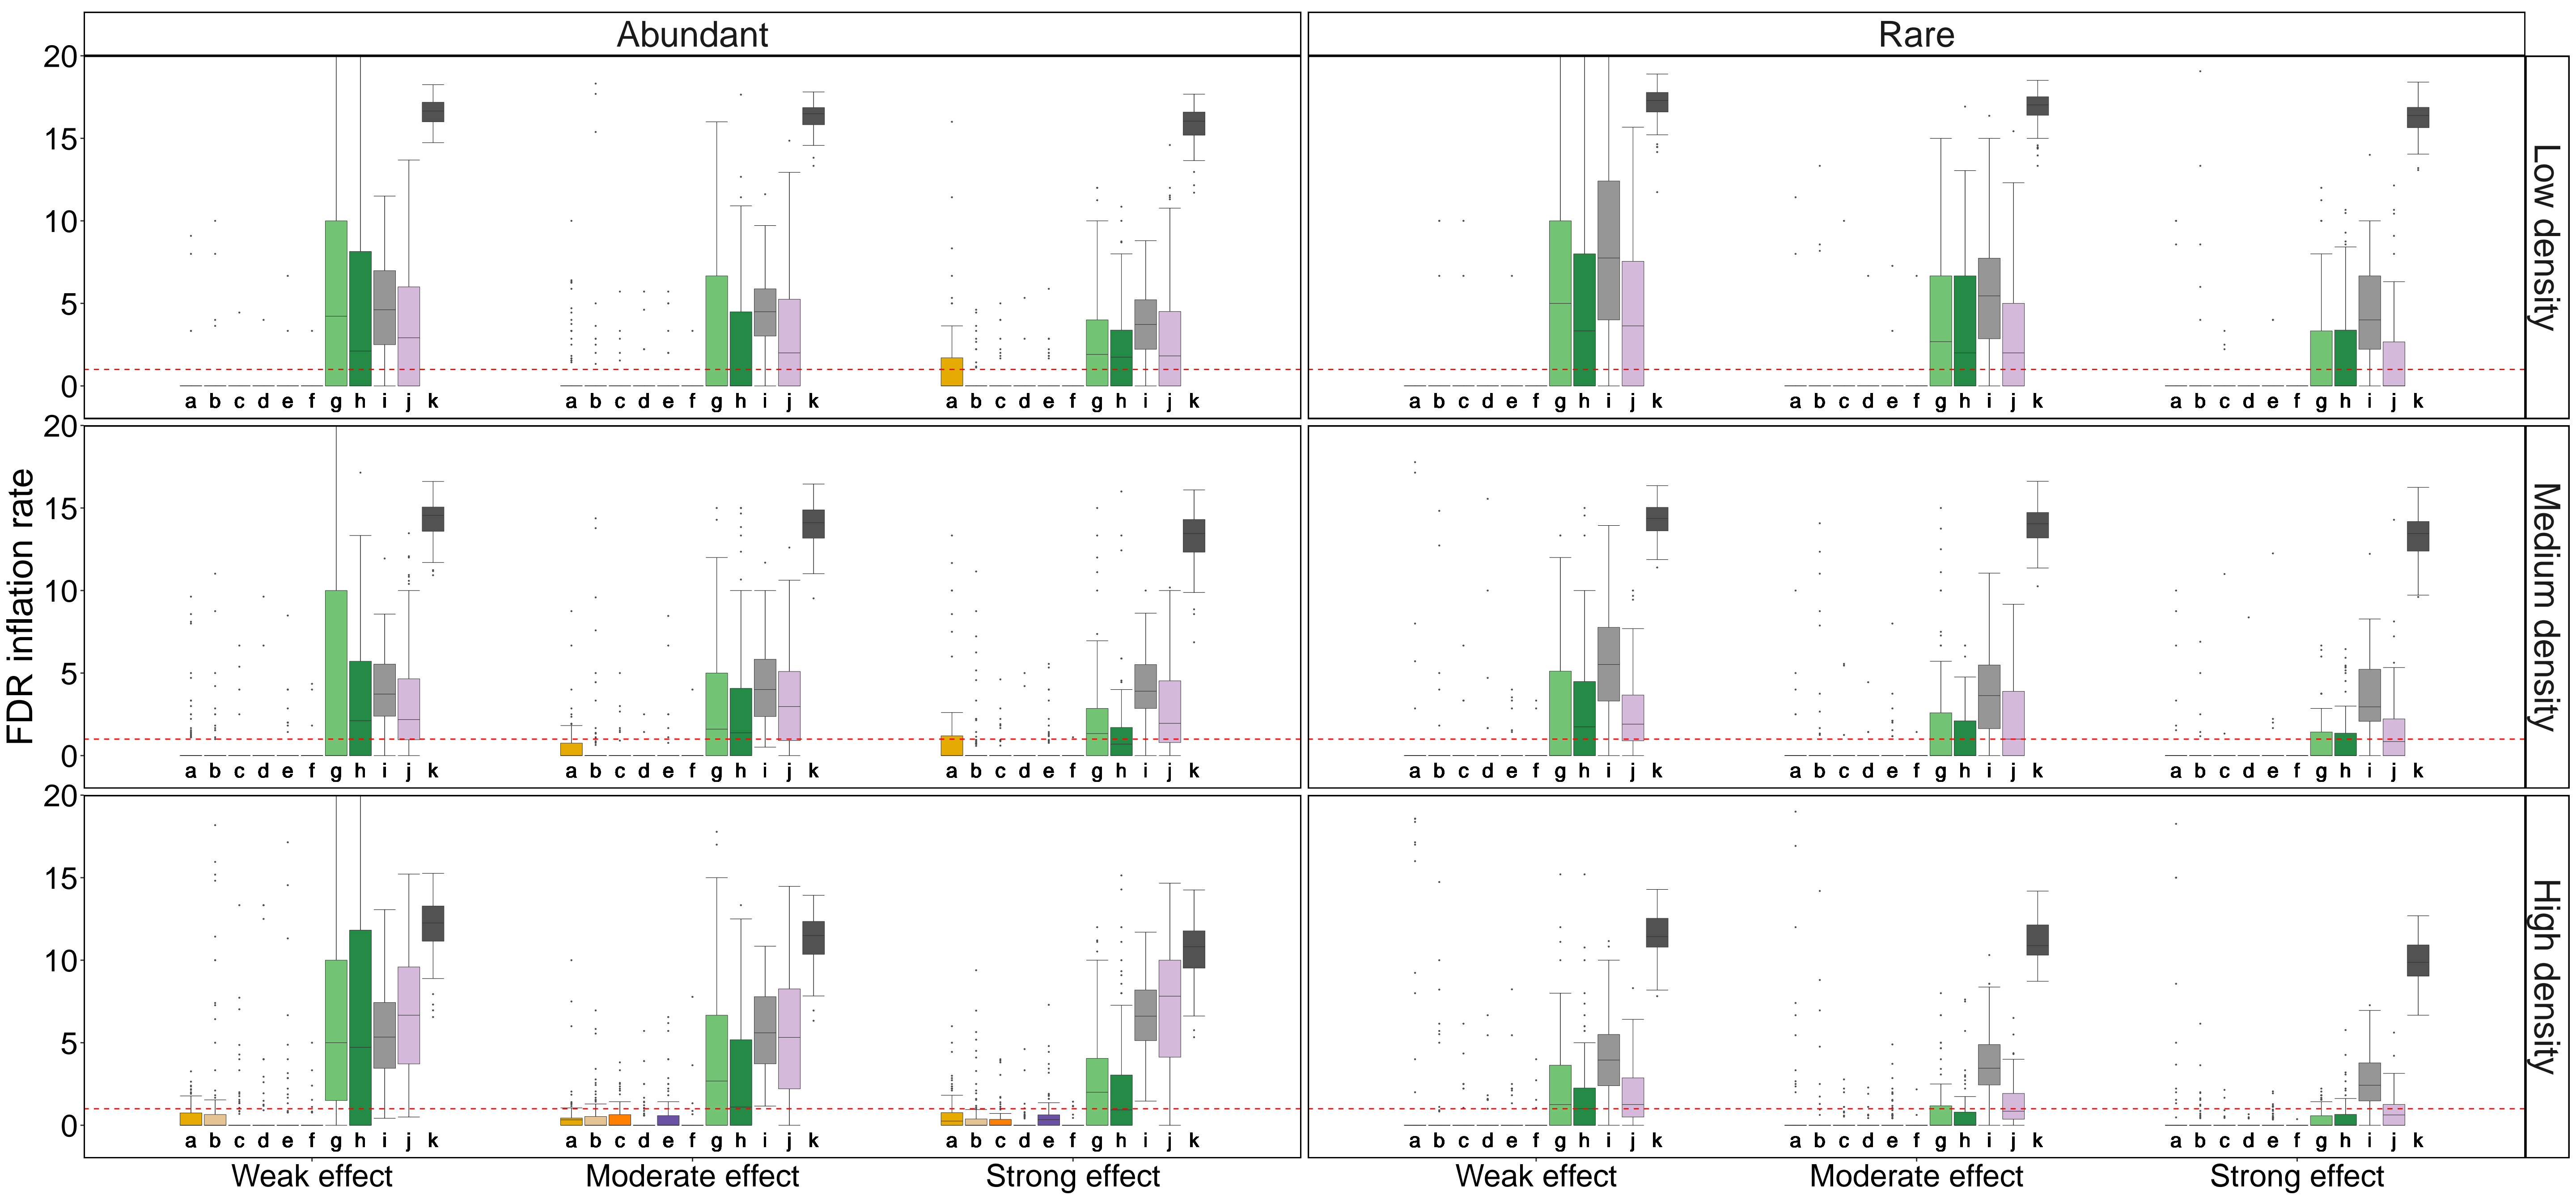 Abundant Rare
FDR inflation rate
20
15
10
5
0
a b c d e f g h i j k a b c d e f g h i j k a b c d e f g h i j k a b c d e f g h i j k a b c d e f g h i j k a b c d e f g h i j k
Low density
20
15
10
5
0
a b c d e f g h i j k a b c d e f g h i j k a b c d e f g h i j k a b c d e f g h i j k a b c d e f g h i j k a b c d e f g h i j k
Medium density
20
15
10
5
0
a b c d e f g h i j k a b c d e f g h i j k a b c d e f g h i j k a b c d e f g h i j k a b c d e f g h i j k a b c d e f g h i j k
High density
Weak effect Moderate effect Strong effect Weak effect Moderate effect Strong effect